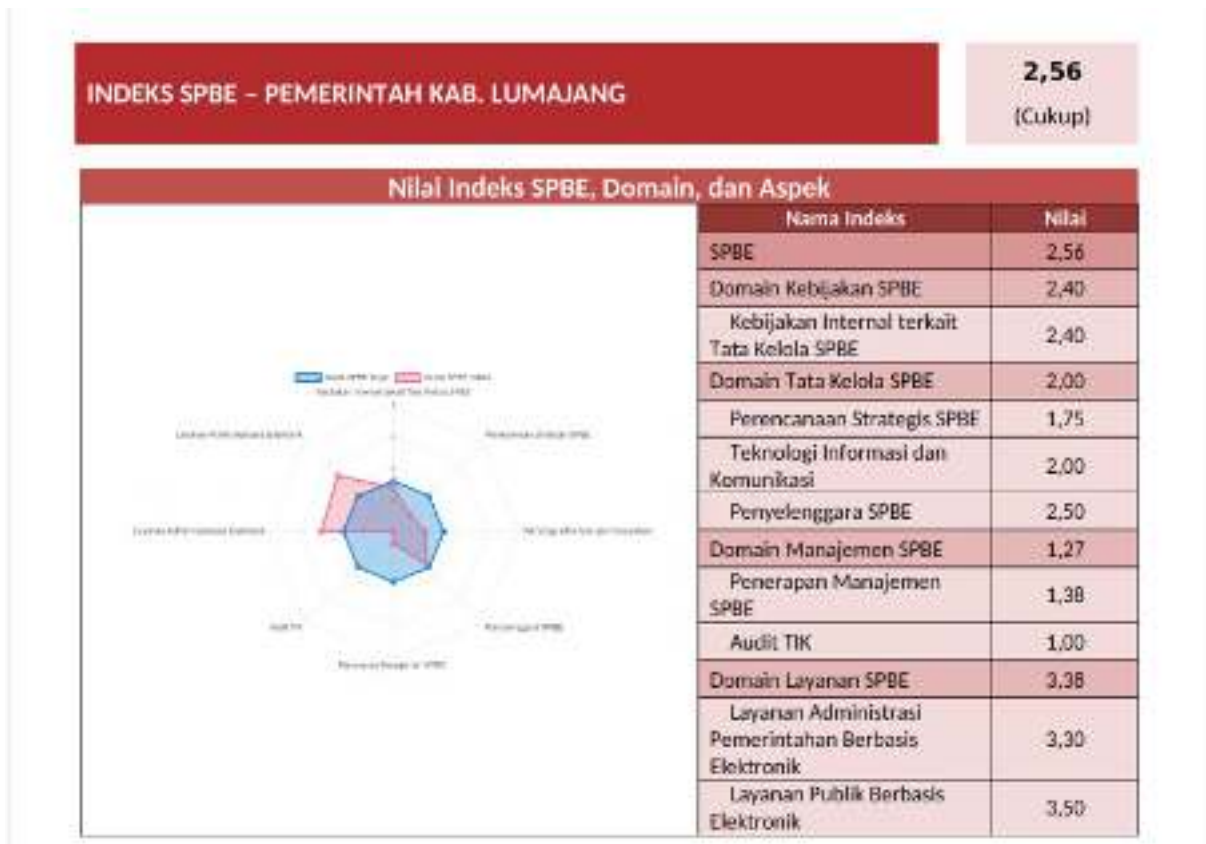 INDEKS SPBE – PEMERINTAH KAB. LUMAJANG
2,56
(Cukup)
Nilai Indeks SPBE, Domain, dan Aspek
Nama Indeks Nilai
SPBE 2,56
Domain Kebijakan SPBE 2,40
Kebijakan Internal terkait
Tata Kelola SPBE 2,40
Domain Tata Kelola SPBE 2,00
Perencanaan Strategis SPBE 1,75
Teknologi Informasi dan
Komunikasi 2,00
Penyelenggara SPBE 2,50
Domain Manajemen SPBE 1,27
Penerapan Manajemen
SPBE 1,38
Audit TIK 1,00
Domain Layanan SPBE 3,38
Layanan Administrasi
Pemerintahan Berbasis
Elektronik 3,30
Layanan Publik Berbasis
Elektronik 3,50